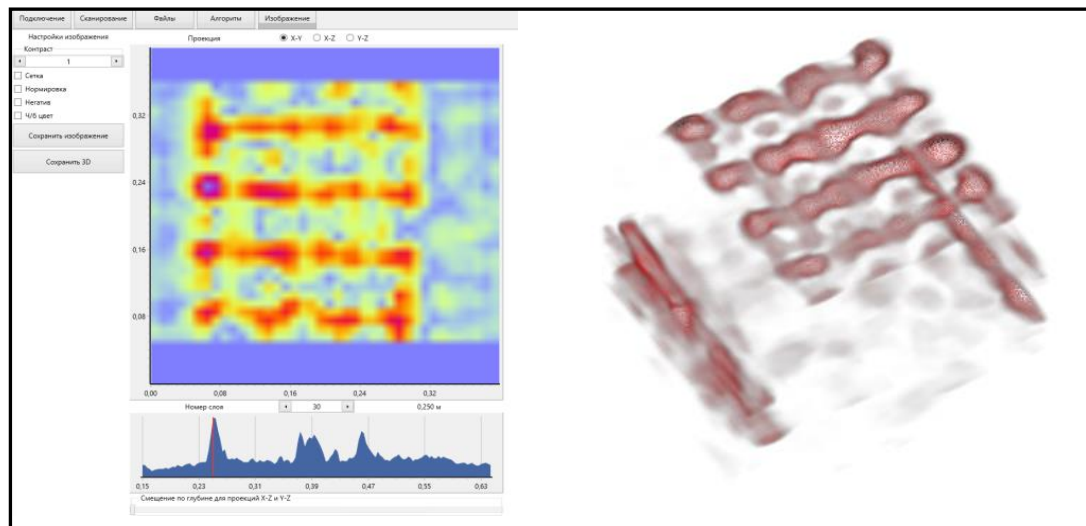 Подключение Сканирование Файлы Алгоритм Изображение
Настройки изображения Проекция X-Y X-Z Y-Z
Контраст
1
Сетка
Нормировка
Негатив
Ч/б цвет
Сохранить изображение
Сохранить 3D
0,32
0,24
0,16
0,08
0,00 0,08 0,16 0,24 0,32
Номер слоя 30 0,250 м
0,15 0,23 0,31 0,39 0,47 0,55 0,63
Смещение по глубине для проекций X-Z и Y-Z